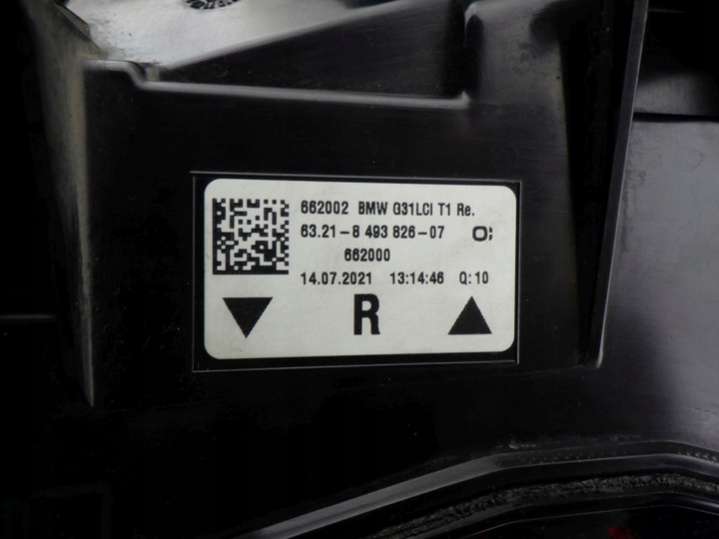 662002 BMW G31LCI T1 Re.
63.21-8 493 826-07
662000
14.07.2021 13:14:46 Q:10
R